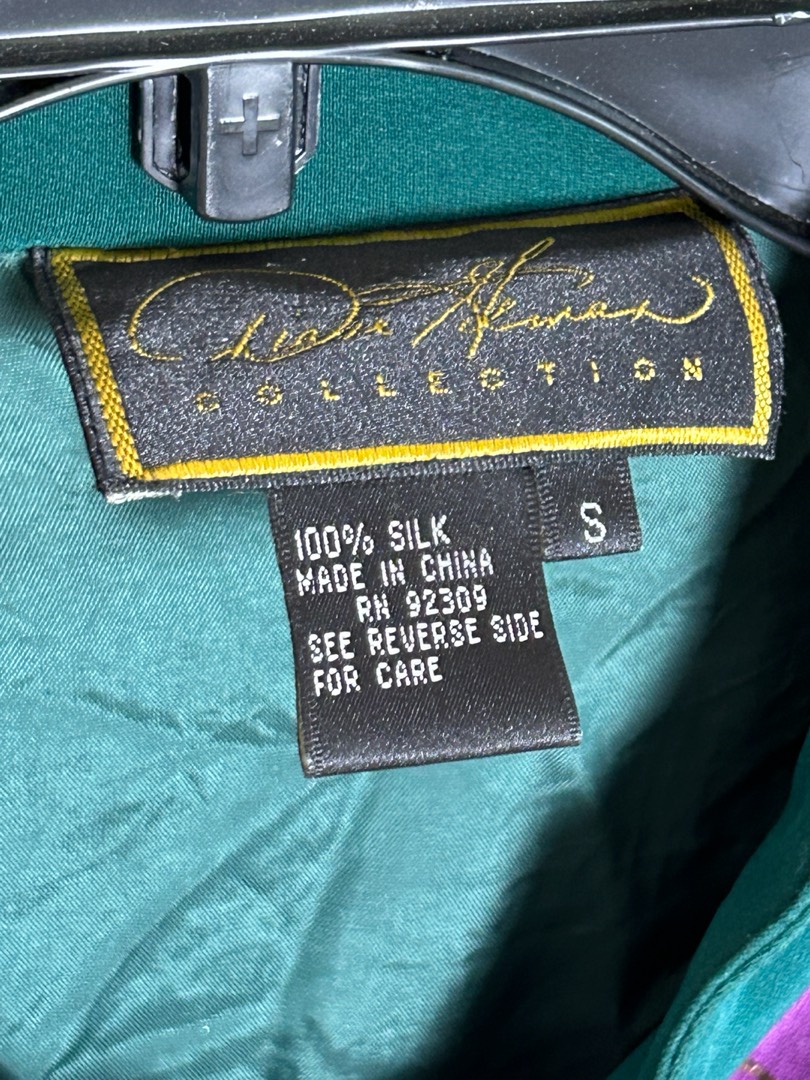 COLLECTION
S
100% SILK
MADE IN CHINA
RN 92309
SEE REVERSE SIDE
FOR CARE